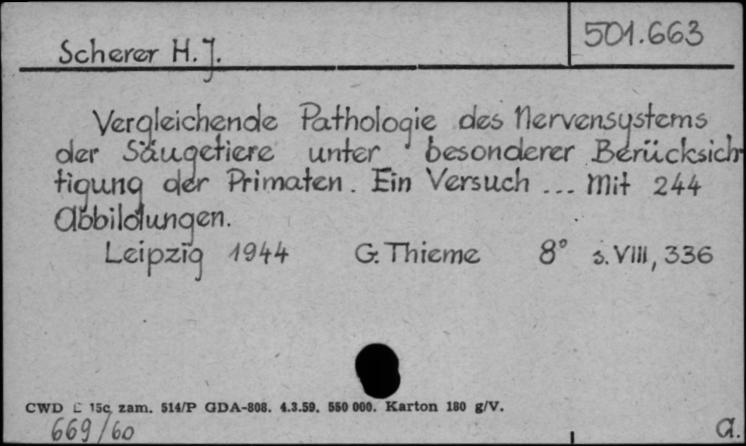 501.663
Scherer H. J.
Vergleichende Pathologie des Nervensystems
der Säugetiere unter besonderer Berücksich-
tigung der Primaten. Ein Versuch ... Mit 244
Abbildungen.
Leipzig 1944 G. Thieme 8° s. VIII, 336
CWD E 15c zam. 514/P GDA-808. 4.3.59. 550 000. Karton 180 g/V.
669/60
a.